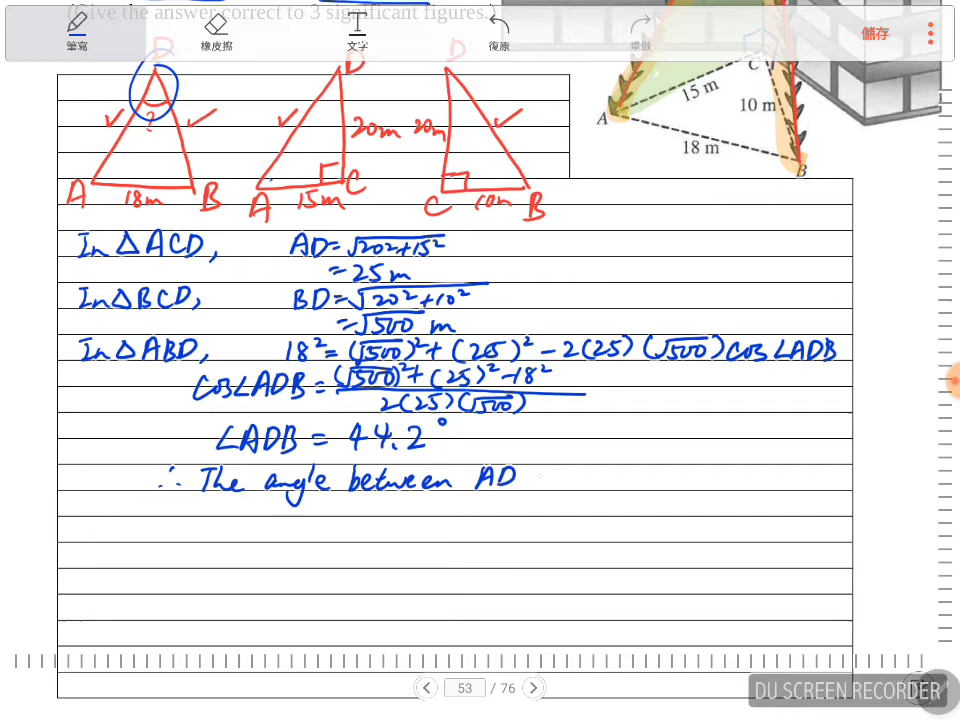 (Give the answer correct to 3 significant figures.)
筆寫 橡皮擦 文字 復原 重做 儲存
D D D
C
15 m
10 m
A
18 m
B
?
20m 20m
A 18m B A 15m C C 10m B
In △ACD, AD=√20²+15²
=25m
In △BCD, BD=√20²+10²
=√500 m
In △ABD, 18²=(√500)²+(25)²-2(25)(√500)cos∠ADB
cos∠ADB=(√500)²+(25)²-18²
2(25)(√500)
∠ADB = 44.2°
∴ The angle between AD
53 / 76
DU SCREEN RECORDER